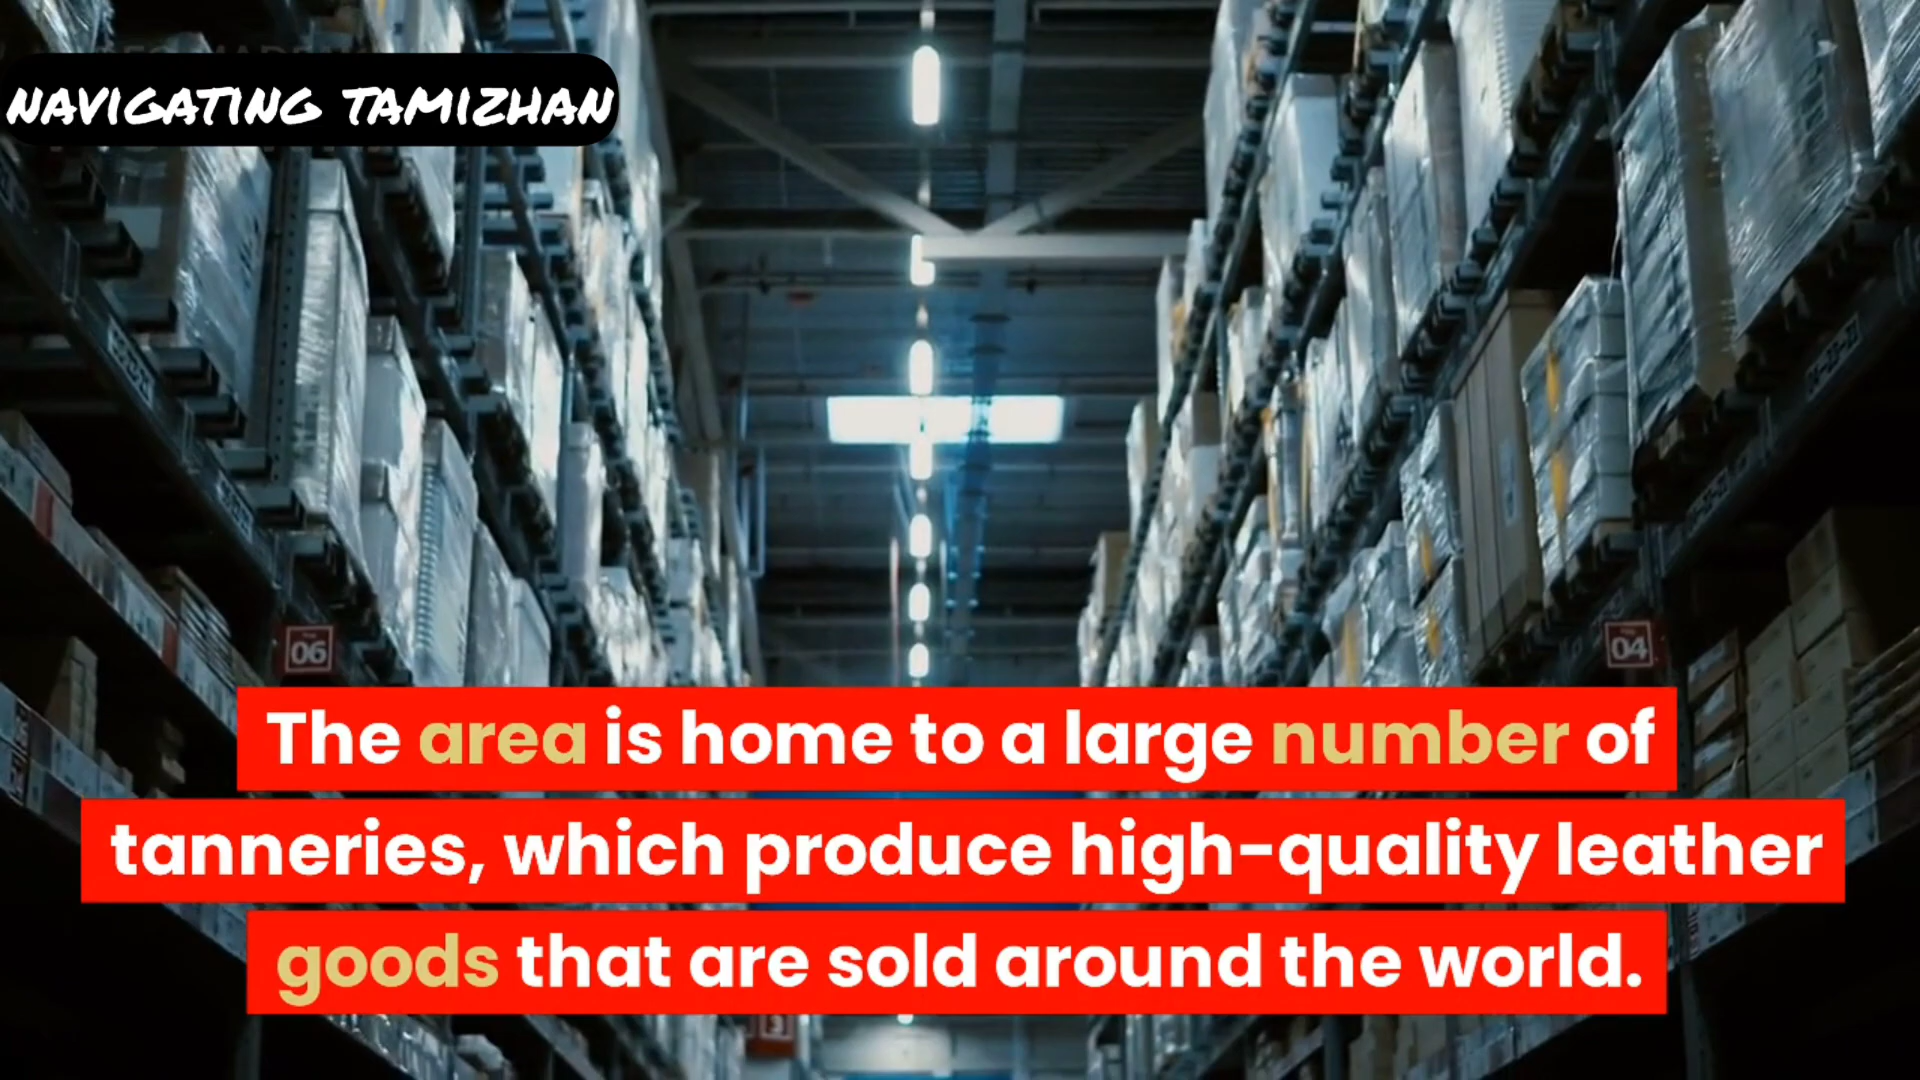 NAVIGATING TAMIZHAN
06
04
The area is home to a large number of
tanneries, which produce high-quality leather
goods that are sold around the world.
3